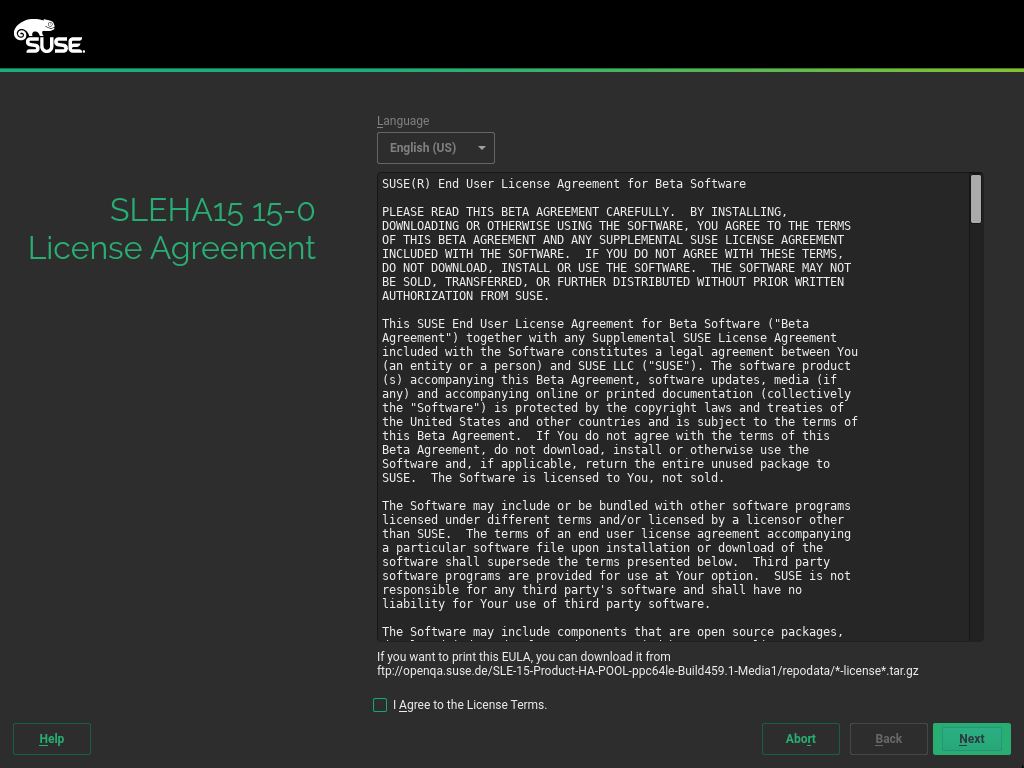 SUSE
Language
English (US)
SLEHA15 15-0
License Agreement
SUSE(R) End User License Agreement for Beta Software
PLEASE READ THIS BETA AGREEMENT CAREFULLY.  BY INSTALLING,
DOWNLOADING OR OTHERWISE USING THE SOFTWARE, YOU AGREE TO THE TERMS
OF THIS BETA AGREEMENT AND ANY SUPPLEMENTAL SUSE LICENSE AGREEMENT
INCLUDED WITH THE SOFTWARE.  IF YOU DO NOT AGREE WITH THESE TERMS,
DO NOT DOWNLOAD, INSTALL OR USE THE SOFTWARE.  THE SOFTWARE MAY NOT
BE SOLD, TRANSFERRED, OR FURTHER DISTRIBUTED WITHOUT PRIOR WRITTEN
AUTHORIZATION FROM SUSE.
This SUSE End User License Agreement for Beta Software ("Beta
Agreement") together with any Supplemental SUSE License Agreement
included with the Software constitutes a legal agreement between You
(an entity or a person) and SUSE LLC ("SUSE"). The software product
(s) accompanying this Beta Agreement, software updates, media (if
any) and accompanying online or printed documentation (collectively
the "Software") is protected by the copyright laws and treaties of
the United States and other countries and is subject to the terms of
this Beta Agreement.  If You do not agree with the terms of this
Beta Agreement, do not download, install or otherwise use the
Software and, if applicable, return the entire unused package to
SUSE.  The Software is licensed to You, not sold.
The Software may include or be bundled with other software programs
licensed under different terms and/or licensed by a licensor other
than SUSE.  The terms of an end user license agreement accompanying
a particular software file upon installation or download of the
software shall supersede the terms presented below.  Third party
software programs are provided for use at Your option.  SUSE is not
responsible for any third party's software and shall have no
liability for Your use of third party software.
The Software may include components that are open source packages,
If you want to print this EULA, you can download it from
ftp://openqa.suse.de/SLE-15-Product-HA-POOL-ppc64le-Build459.1-Media1/repodata/*-license*.tar.gz
I Agree to the License Terms.
Help
Abort
Back
Next